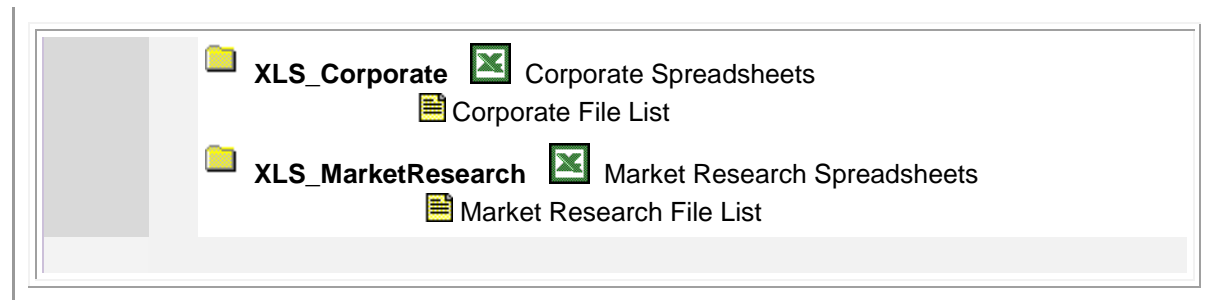 XLS_Corporate Corporate Spreadsheets
Corporate File List
XLS_MarketResearch Market Research Spreadsheets
Market Research File List